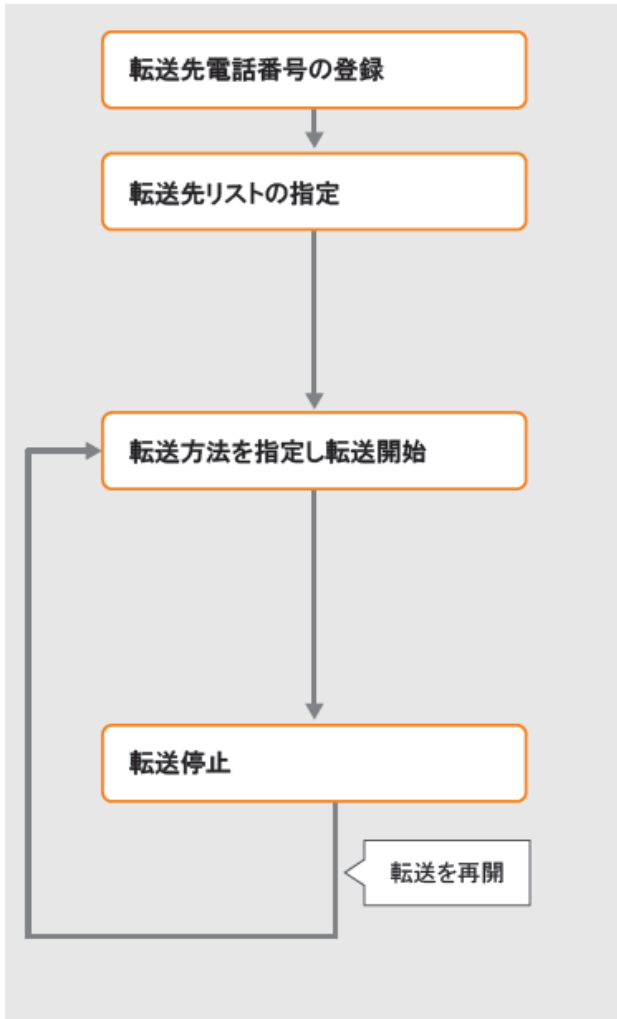 転送先電話番号の登録
転送先リストの指定
転送方法を指定し転送開始
転送停止
転送を再開